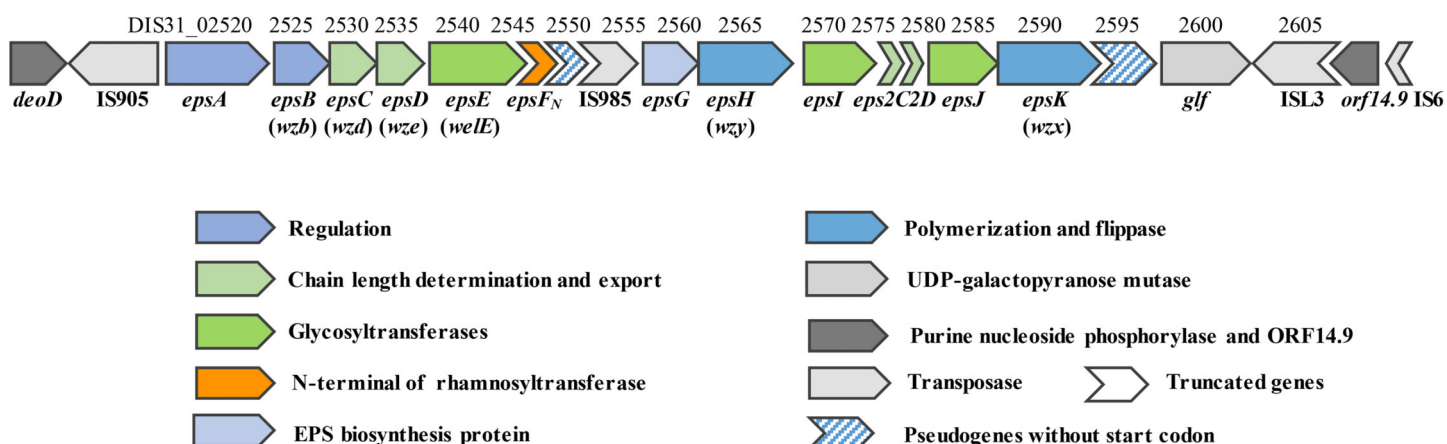 DIS31_02520 2525 2530 2535 2540 2545 2550 2555 2560 2565 2570 2575 2580 2585 2590 2595 2600 2605
deoD IS905 epsA epsB epsC epsD epsE epsFN IS985 epsG epsH epsI eps2C2D epsJ epsK glf ISL3 orf14.9 IS6
(wzb) (wzd) (wze) (welE) (wzy) (wzx)
Regulation
Chain length determination and export
Glycosyltransferases
N-terminal of rhamnosyltransferase
EPS biosynthesis protein
Polymerization and flippase
UDP-galactopyranose mutase
Purine nucleoside phosphorylase and ORF14.9
Transposase Truncated genes
Pseudogenes without start codon